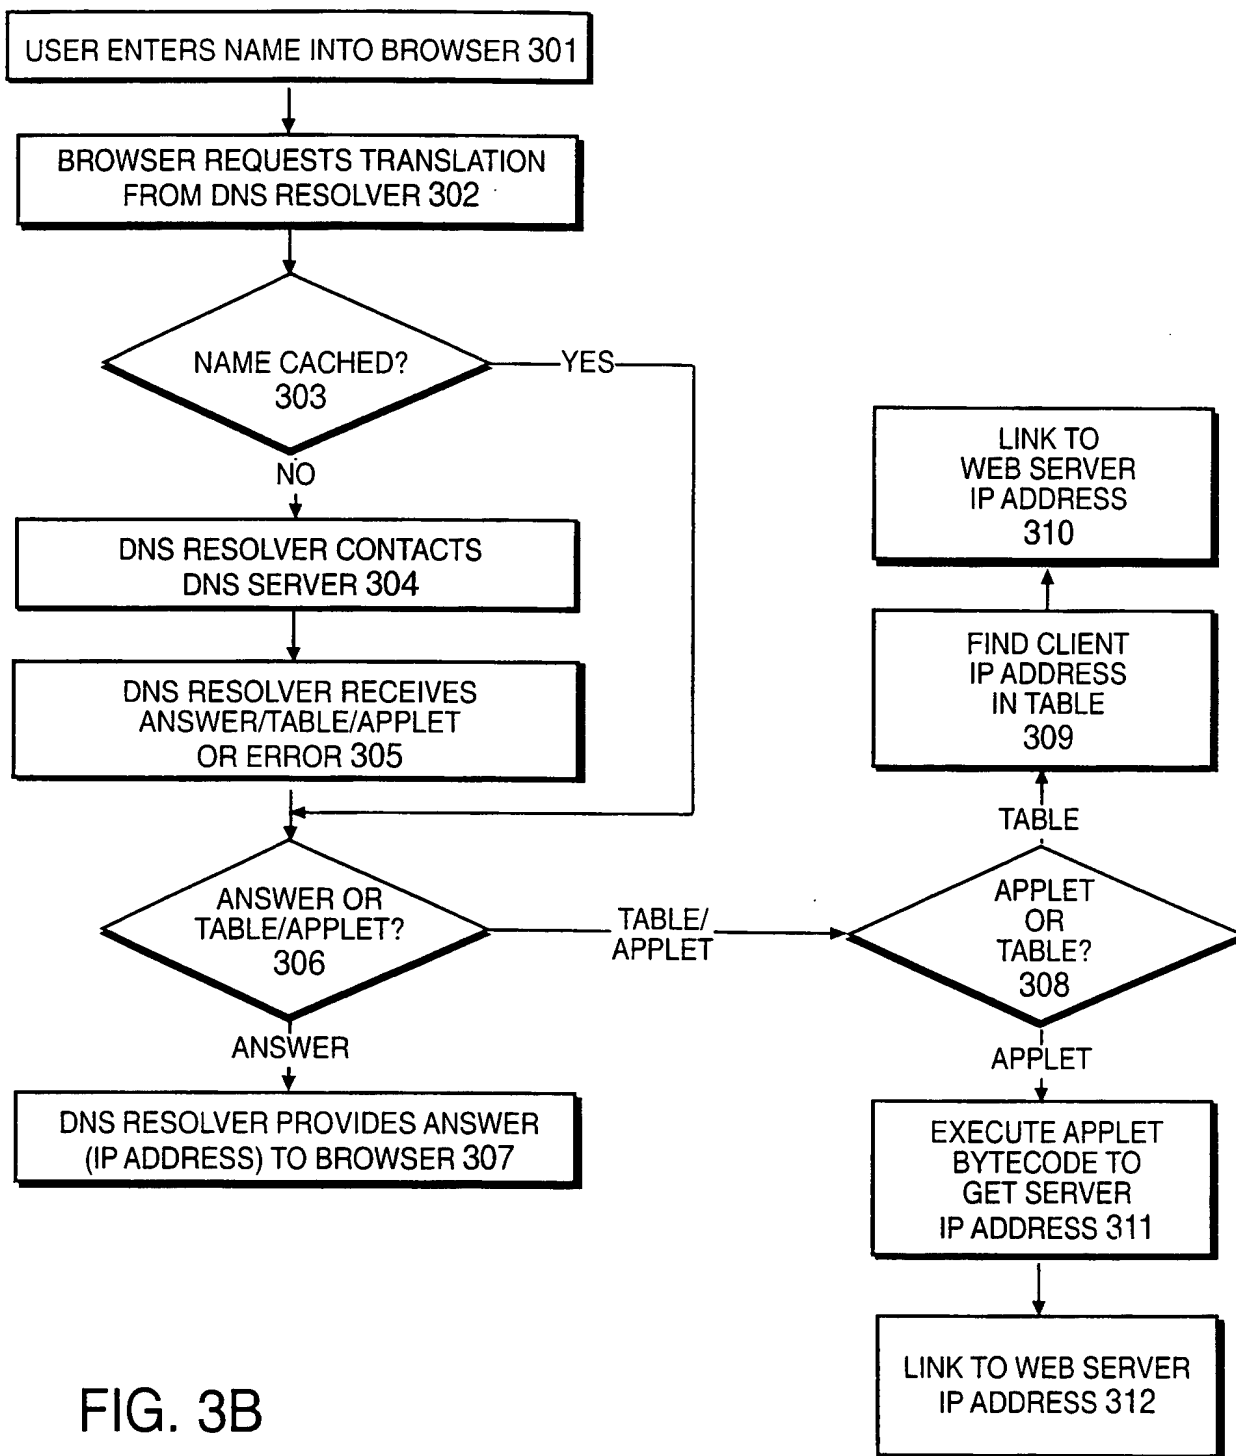 USER ENTERS NAME INTO BROWSER 301
BROWSER REQUESTS TRANSLATION
FROM DNS RESOLVER 302
NAME CACHED?
303
YES
NO
DNS RESOLVER CONTACTS
DNS SERVER 304
DNS RESOLVER RECEIVES
ANSWER/TABLE/APPLET
OR ERROR 305
ANSWER OR
TABLE/APPLET?
306
TABLE/
APPLET
ANSWER
DNS RESOLVER PROVIDES ANSWER
(IP ADDRESS) TO BROWSER 307
LINK TO
WEB SERVER
IP ADDRESS
310
FIND CLIENT
IP ADDRESS
IN TABLE
309
TABLE
APPLET
OR
TABLE?
308
APPLET
EXECUTE APPLET
BYTECODE TO
GET SERVER
IP ADDRESS 311
LINK TO WEB SERVER
IP ADDRESS 312
FIG. 3B